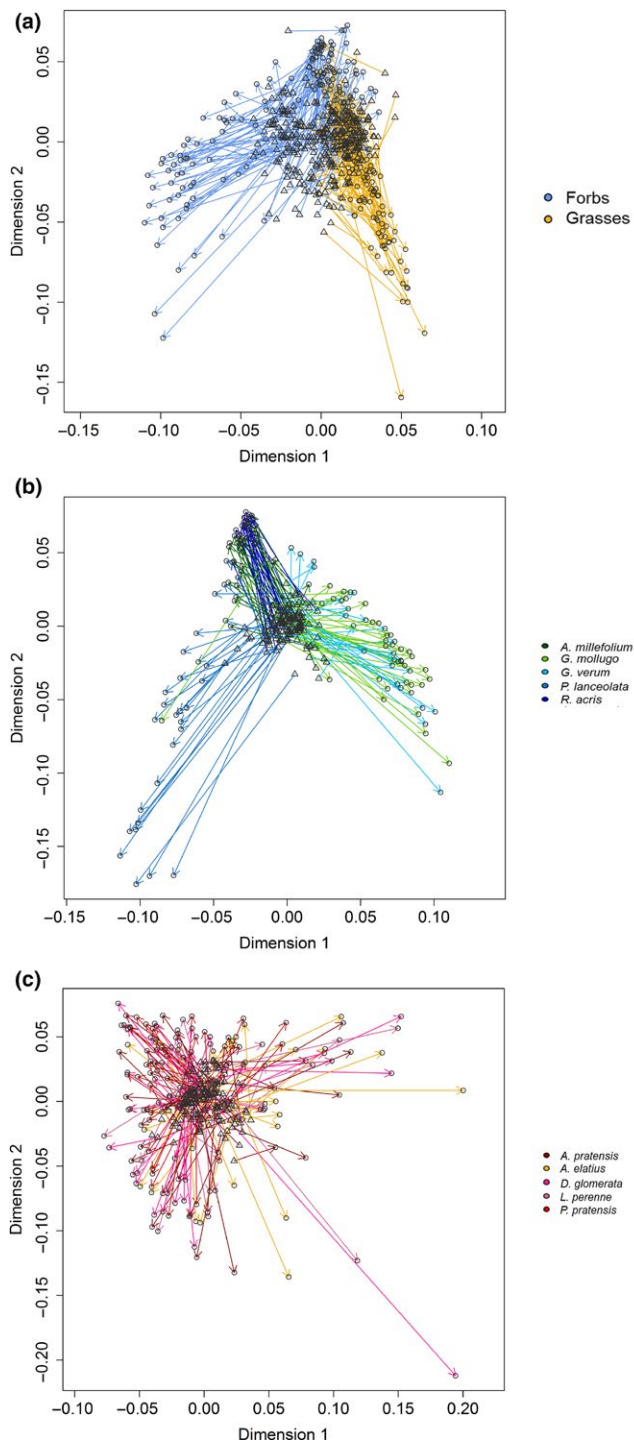 (a)
0.05
0.00
−0.05
−0.10
−0.15
Dimension 2
−0.15 −0.10 −0.05 0.00 0.05 0.10
Dimension 1
Forbs
Grasses
(b)
0.05
0.00
−0.05
−0.10
−0.15
Dimension 2
−0.15 −0.10 −0.05 0.00 0.05 0.10
Dimension 1
A. millefolium
G. mollugo
G. verum
P. lanceolata
R. acris
(c)
0.05
0.00
−0.05
−0.10
−0.15
−0.20
Dimension 2
−0.10 −0.05 0.00 0.05 0.10 0.15 0.20
Dimension 1
A. pratensis
A. elatius
D. glomerata
L. perenne
P. pratensis